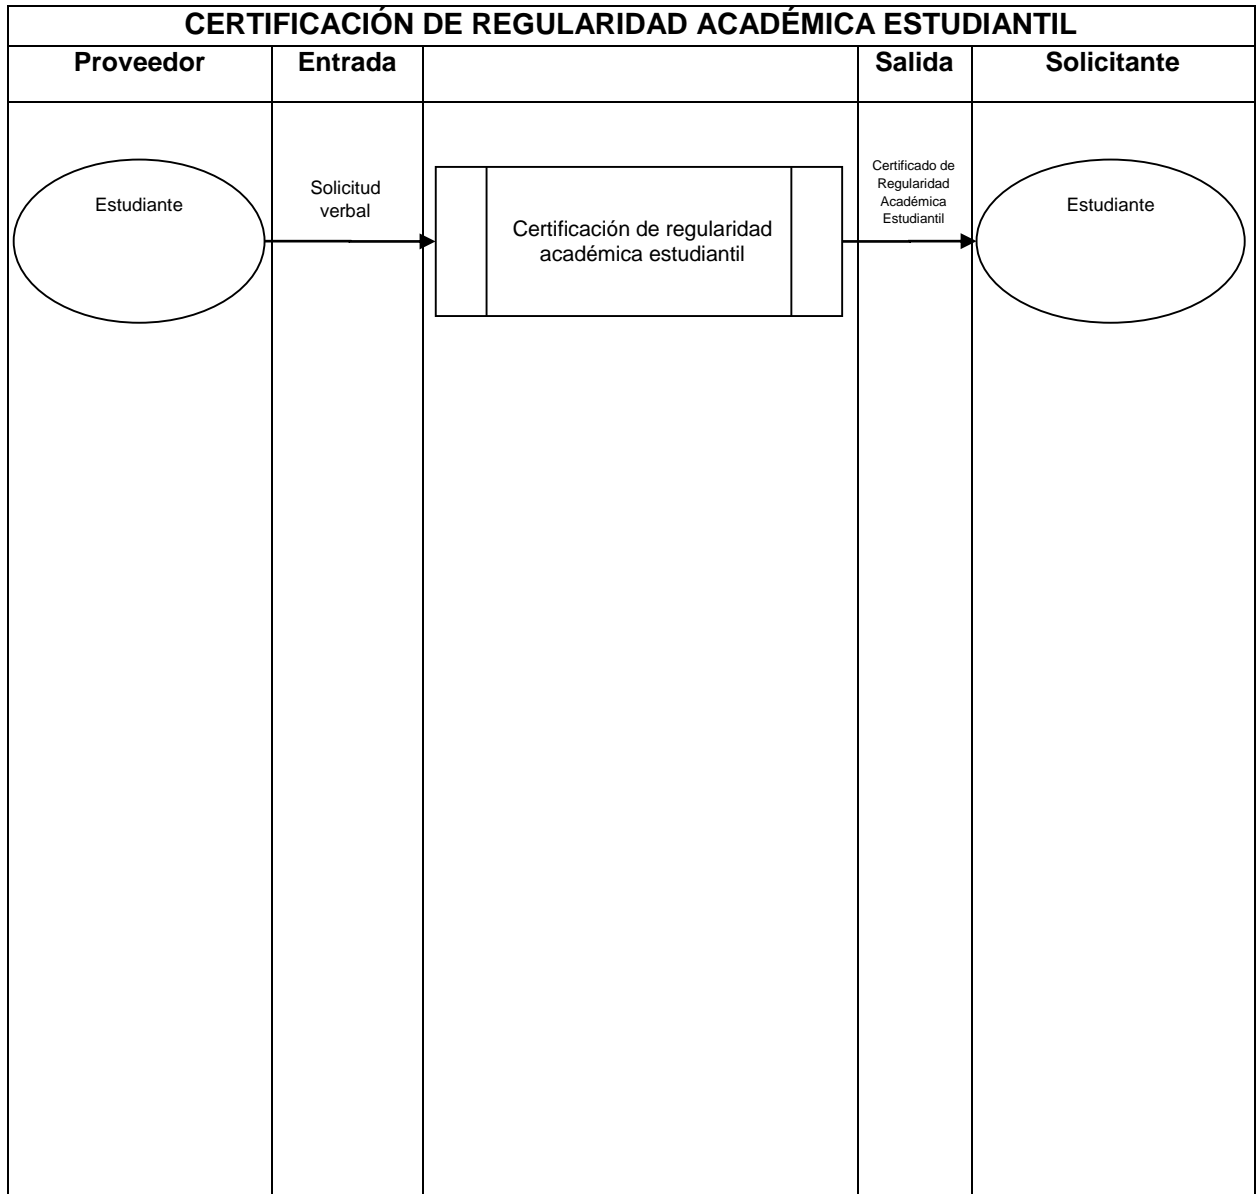 CERTIFICACIÓN DE REGULARIDAD ACADÉMICA ESTUDIANTIL
Proveedor
Entrada
Salida
Solicitante
Estudiante
Solicitud
verbal
Certificación de regularidad
académica estudiantil
Certificado de
Regularidad
Académica
Estudiantil
Estudiante